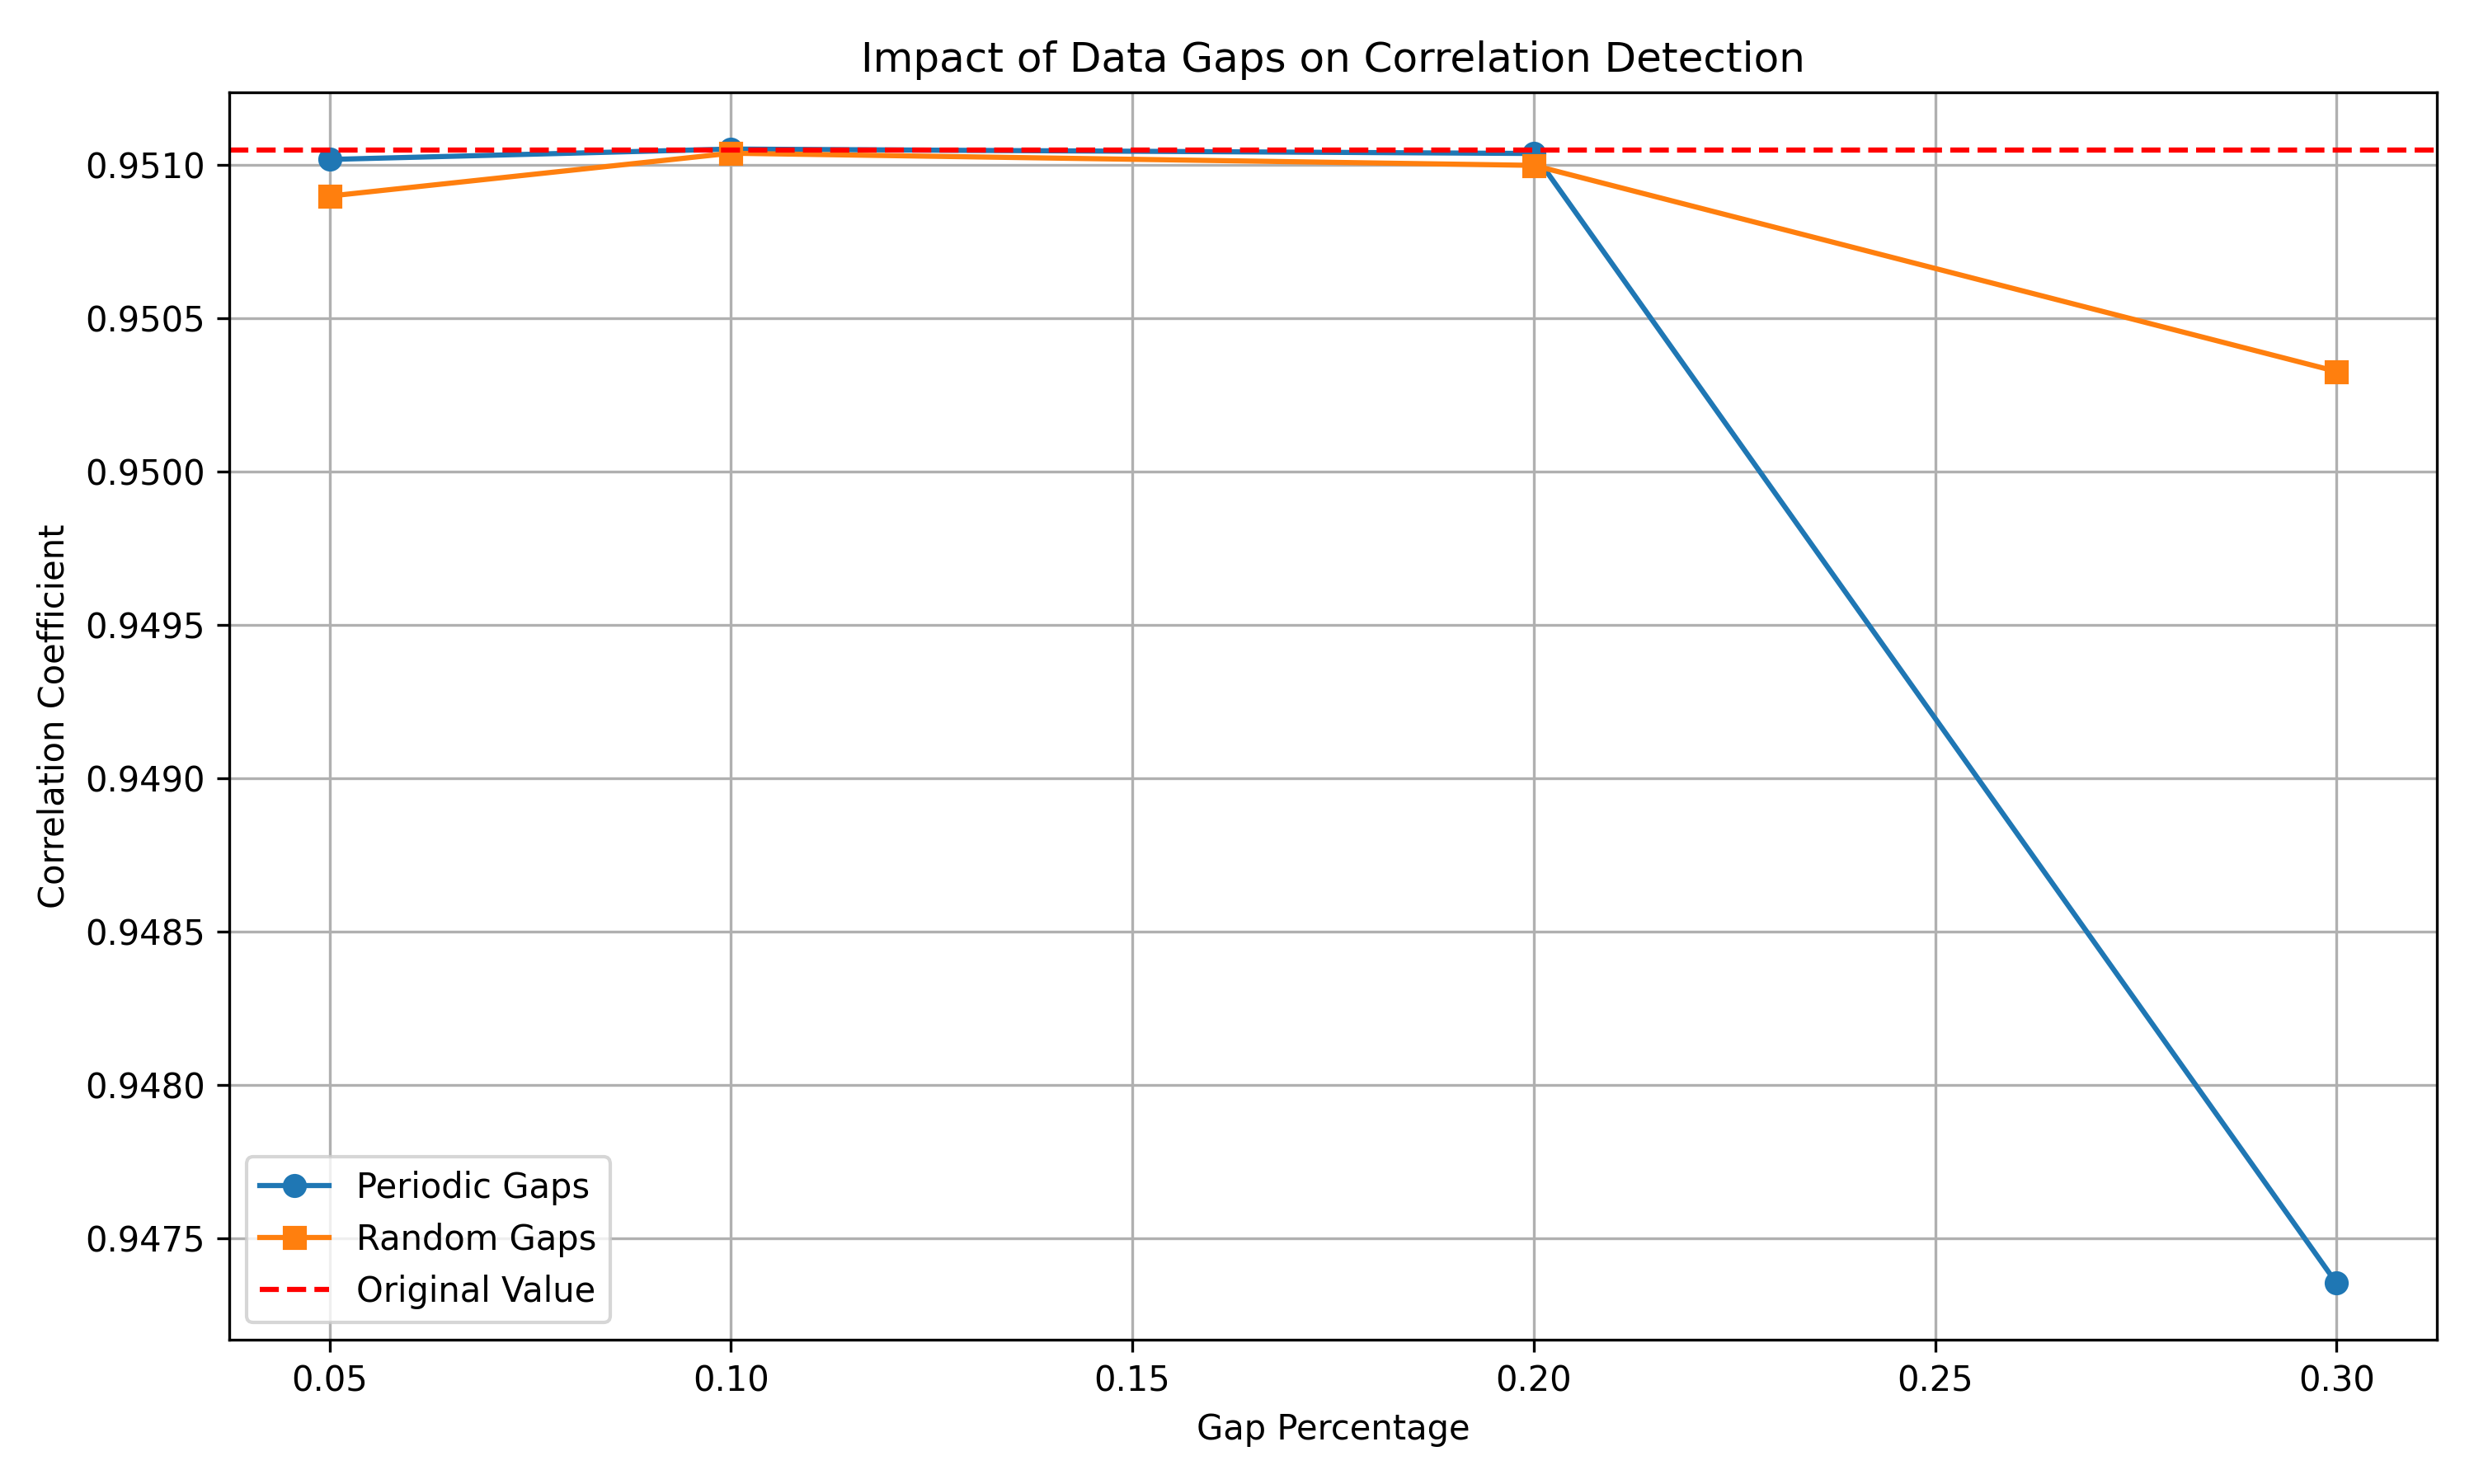 Impact of Data Gaps on Correlation Detection
0.9510
0.9505
0.9500
0.9495
0.9490
0.9485
0.9480
0.9475
Correlation Coefficient
Periodic Gaps
Random Gaps
Original Value
0.05 0.10 0.15 0.20 0.25 0.30
Gap Percentage